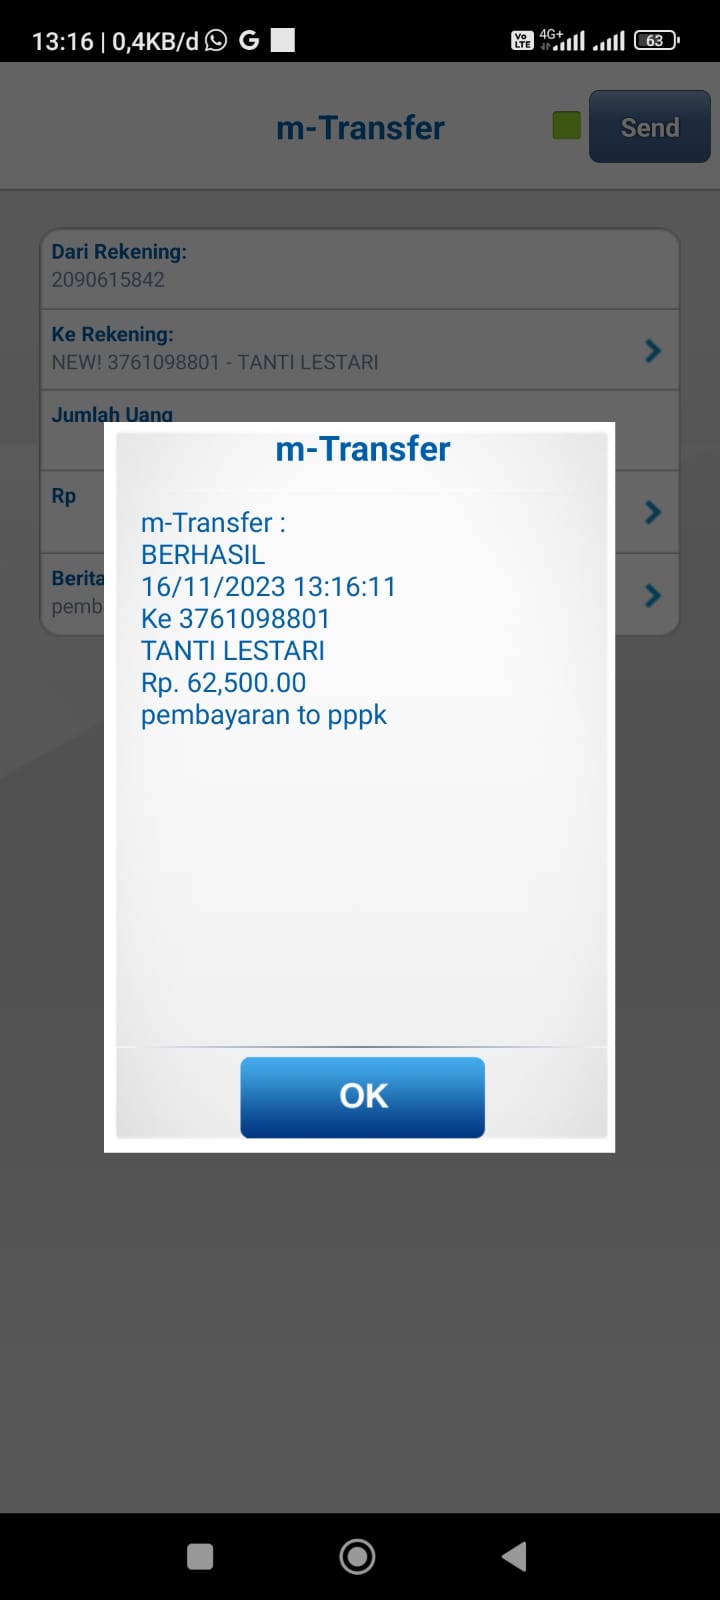 13:16 | 0,4KB/d
Vo LTE 4G+ 63
m-Transfer
Send
Dari Rekening:
2090615842
Ke Rekening:
NEW! 3761098801 - TANTI LESTARI
Jumlah Uang
Rp
Berita
pemb
m-Transfer
m-Transfer :
BERHASIL
16/11/2023 13:16:11
Ke 3761098801
TANTI LESTARI
Rp. 62,500.00
pembayaran to pppk
OK